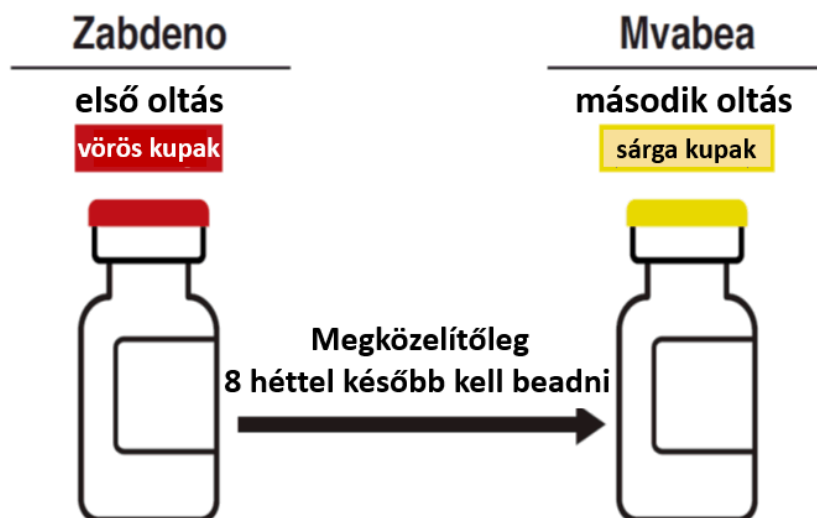 Zabdeno
első oltás
vörös kupak
Mvabea
második oltás
sárga kupak
Megközelítőleg
8 héttel később kell beadni